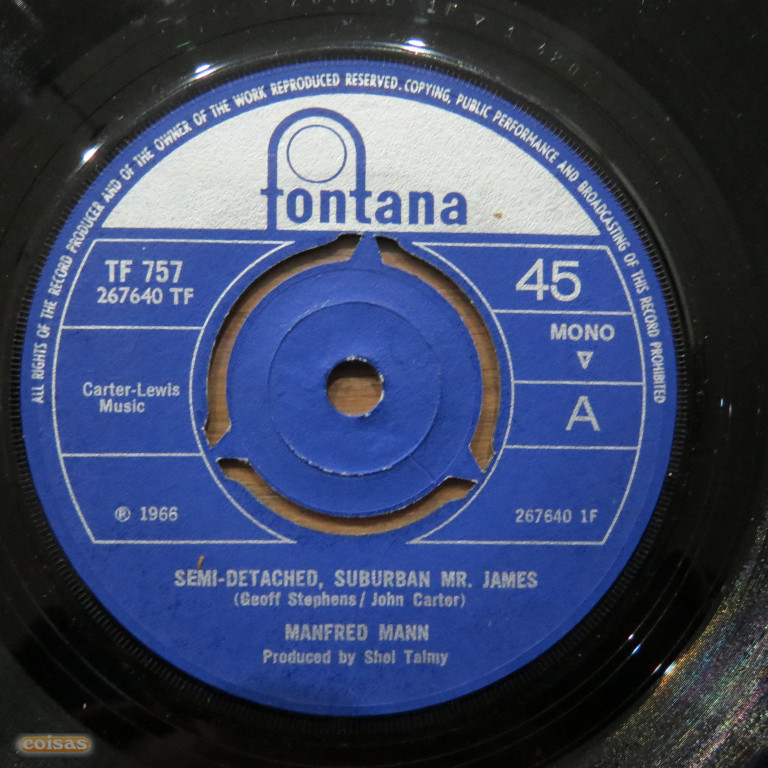 ALL RIGHTS OF THE RECORD PRODUCER AND OF THE OWNER OF THE WORK REPRODUCED RESERVED. COPYING, PUBLIC PERFORMANCE AND BROADCASTING OF THIS RECORD PROHIBITED
fontana
TF 757
267640 TF
45
MONO
Carter-Lewis
Music
A
℗ 1966
267640 1F
SEMI-DETACHED, SUBURBAN MR. JAMES
(Geoff Stephens/John Carter)
MANFRED MANN
Produced by Shel Talmy
coisas